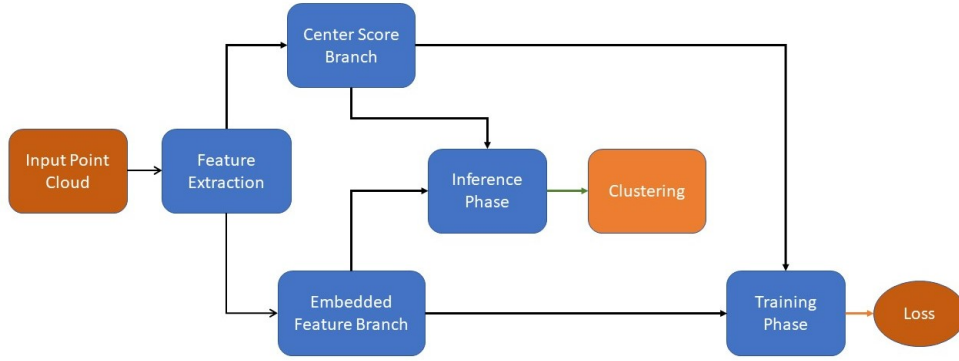 Center Score
Branch
Input Point
Cloud
Feature
Extraction
Inference
Phase
Clustering
Embedded
Feature Branch
Training
Phase
Loss